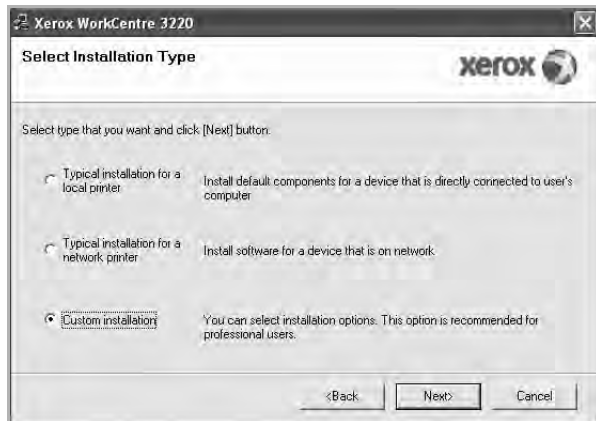 Xerox WorkCentre 3220
Select Installation Type
xerox
Select type that you want and click [Next] button.
Typical installation for a
local printer
Install default components for a device that is directly connected to user's
computer
Typical installation for a
network printer
Install software for a device that is on network
Custom installation
You can select installation options. This option is recommended for
professional users.
<Back
Next>
Cancel